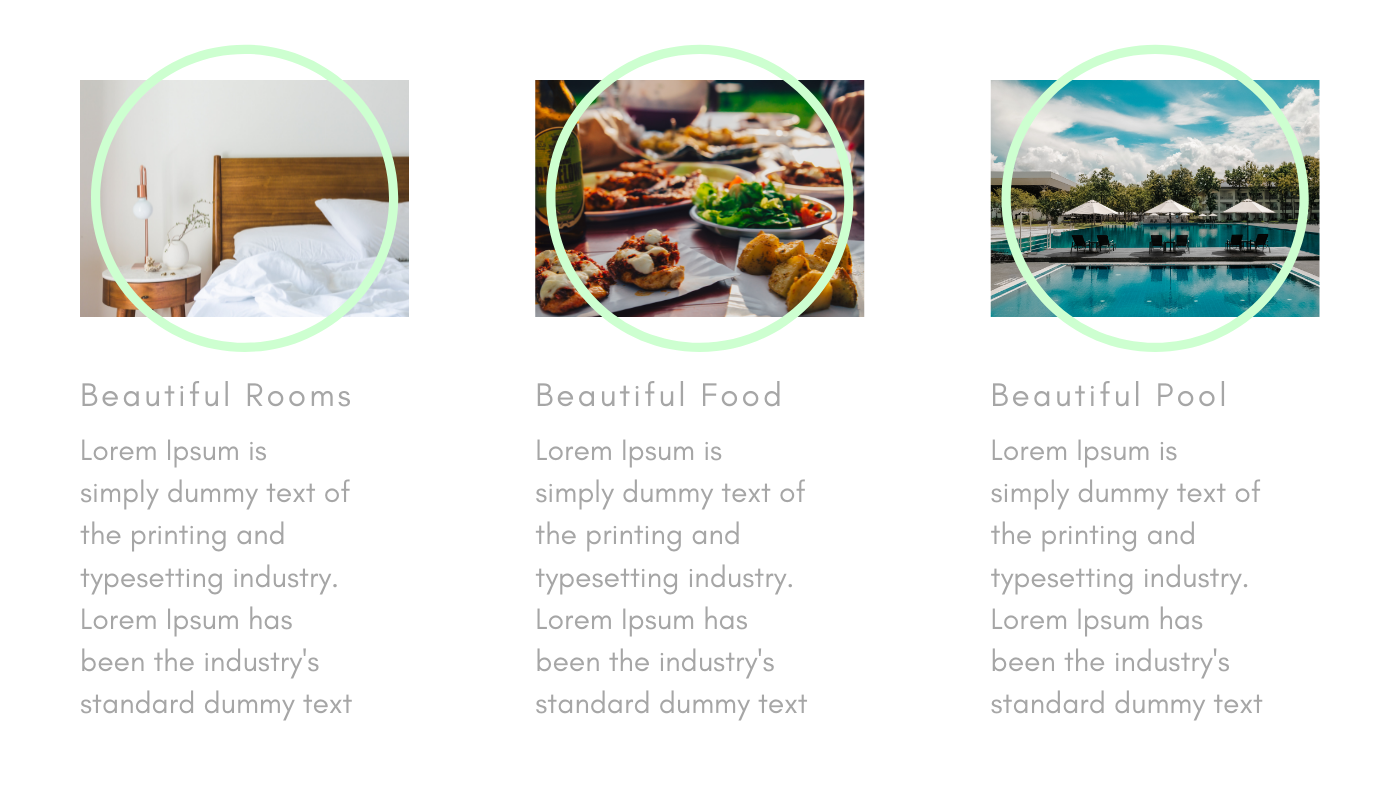 Beautiful Rooms
Lorem Ipsum is
simply dummy text of
the printing and
typesetting industry.
Lorem Ipsum has
been the industry's
standard dummy text
Beautiful Food
Lorem Ipsum is
simply dummy text of
the printing and
typesetting industry.
Lorem Ipsum has
been the industry's
standard dummy text
Beautiful Pool
Lorem Ipsum is
simply dummy text of
the printing and
typesetting industry.
Lorem Ipsum has
been the industry's
standard dummy text